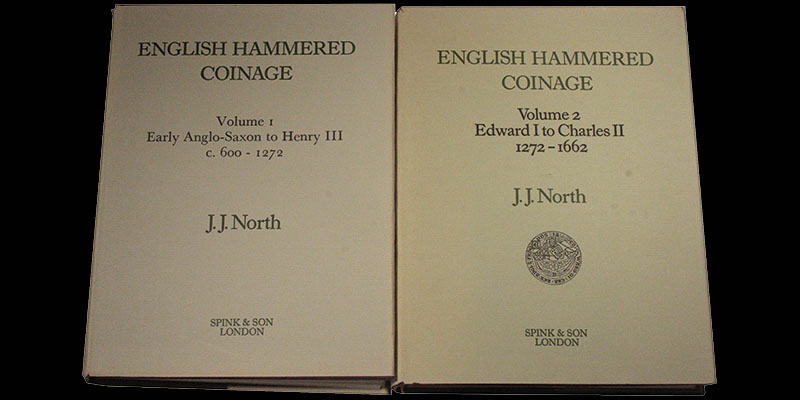 ENGLISH HAMMERED
COINAGE
Volume 1
Early Anglo-Saxon to Henry III
c. 600 - 1272
J. J. North
SPINK & SON
LONDON
ENGLISH HAMMERED
COINAGE
Volume 2
Edward I to Charles II
1272 – 1662
J. J. North
SPINK & SON
LONDON